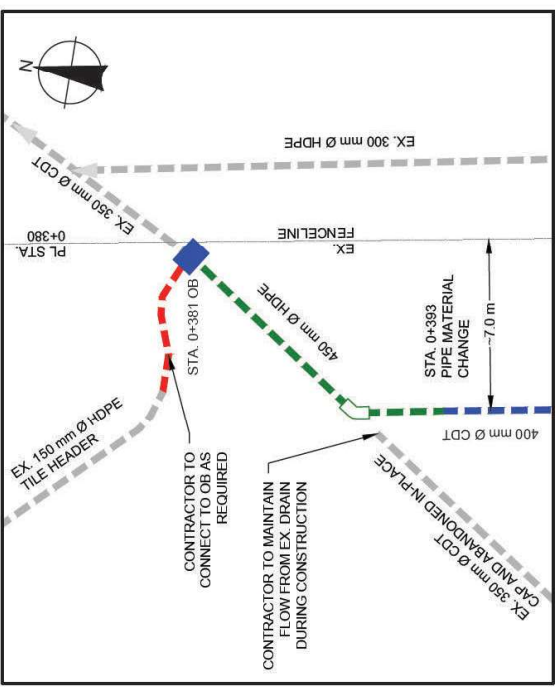 N
EX. 300 mm Ø HDPE
EX. 350 mm Ø CDT
PL STA.
0+380
EX.
FENCELINE
STA. 0+381 OB
450 mm Ø HDPE
STA. 0+393
PIPE MATERIAL
CHANGE
~7.0 m
EX. 150 mm Ø HDPE
TILE HEADER
CONTRACTOR TO
CONNECT TO OB AS
REQUIRED
CONTRACTOR TO MAINTAIN
FLOW FROM EX. DRAIN
DURING CONSTRUCTION
400 mm Ø CDT
EX. 350 mm Ø CDT
CAP AND ABANDONED IN-PLACE